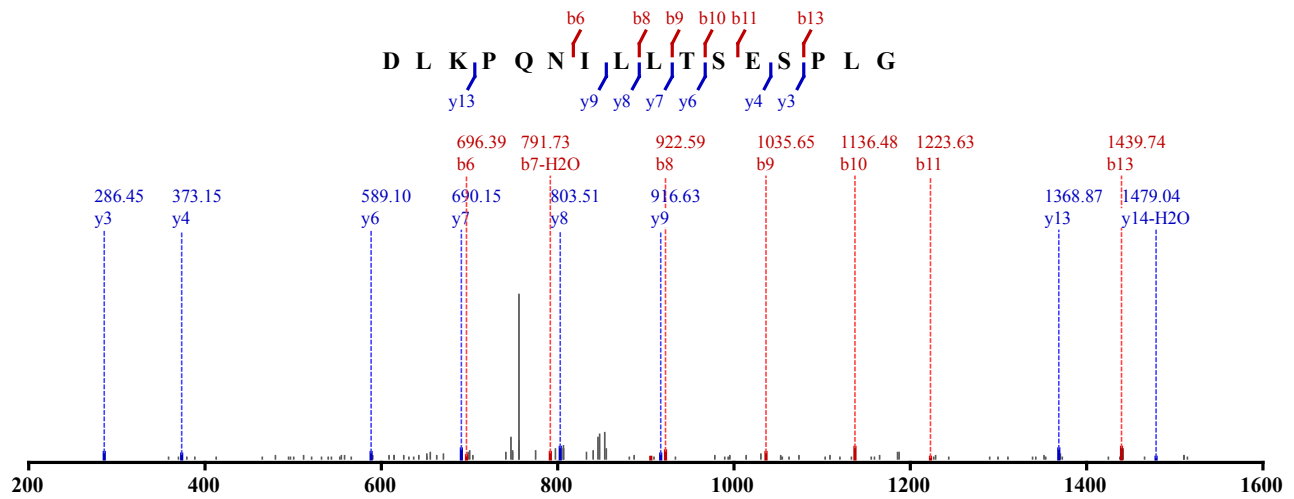 b6 b8 b9 b10 b11 b13
D L K P Q N I L L T S E S P L G
y13 y9 y8 y7 y6 y4 y3
696.39 791.73 922.59 1035.65 1136.48 1223.63 1439.74
b6 b7-H2O b8 b9 b10 b11 b13
286.45 373.15 589.10 690.15 803.51 916.63 1368.87 1479.04
y3 y4 y6 y7 y8 y9 y13 y14-H2O
200 400 600 800 1000 1200 1400 1600